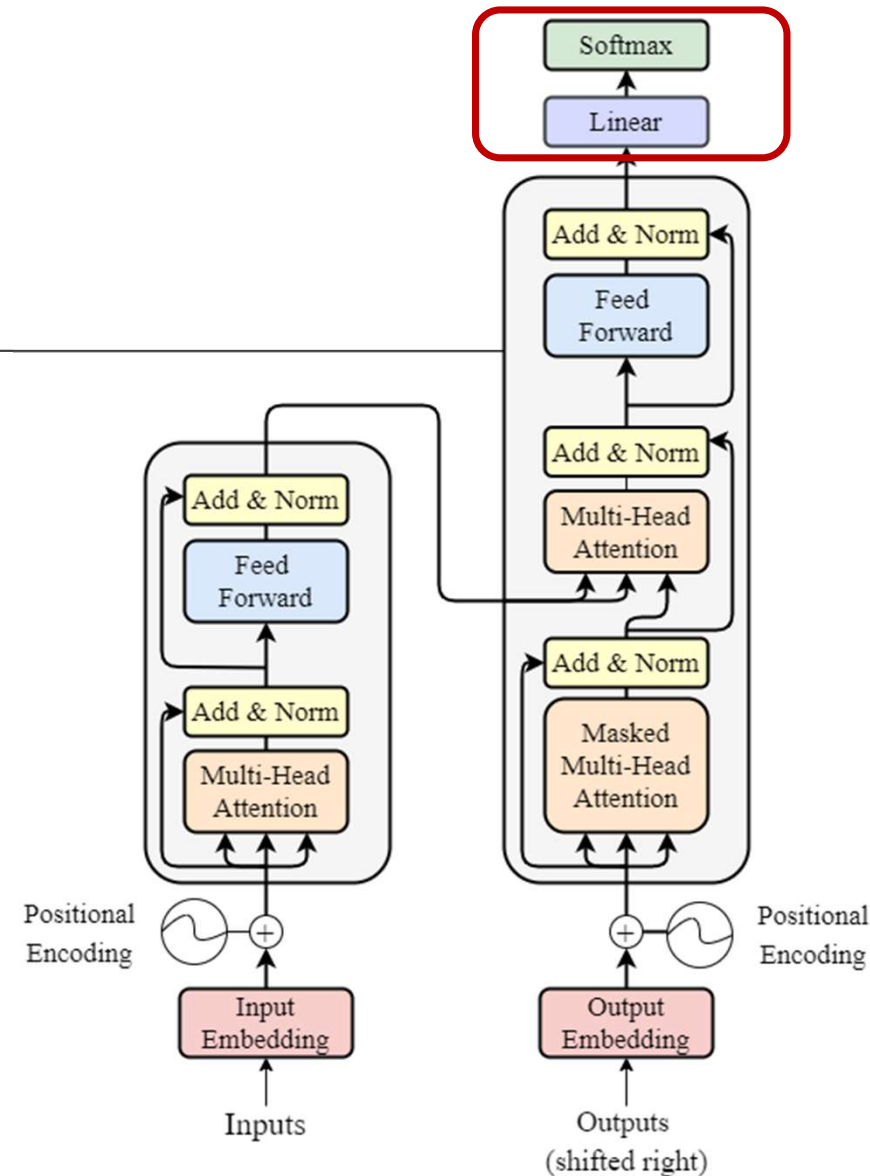 Softmax
Linear
Add & Norm
Feed
Forward
Add & Norm
Multi-Head
Attention
Add & Norm
Masked
Multi-Head
Attention
Add & Norm
Feed
Forward
Add & Norm
Multi-Head
Attention
Positional
Encoding
+
+
Positional
Encoding
Input
Embedding
Output
Embedding
Inputs
Outputs
(shifted right)